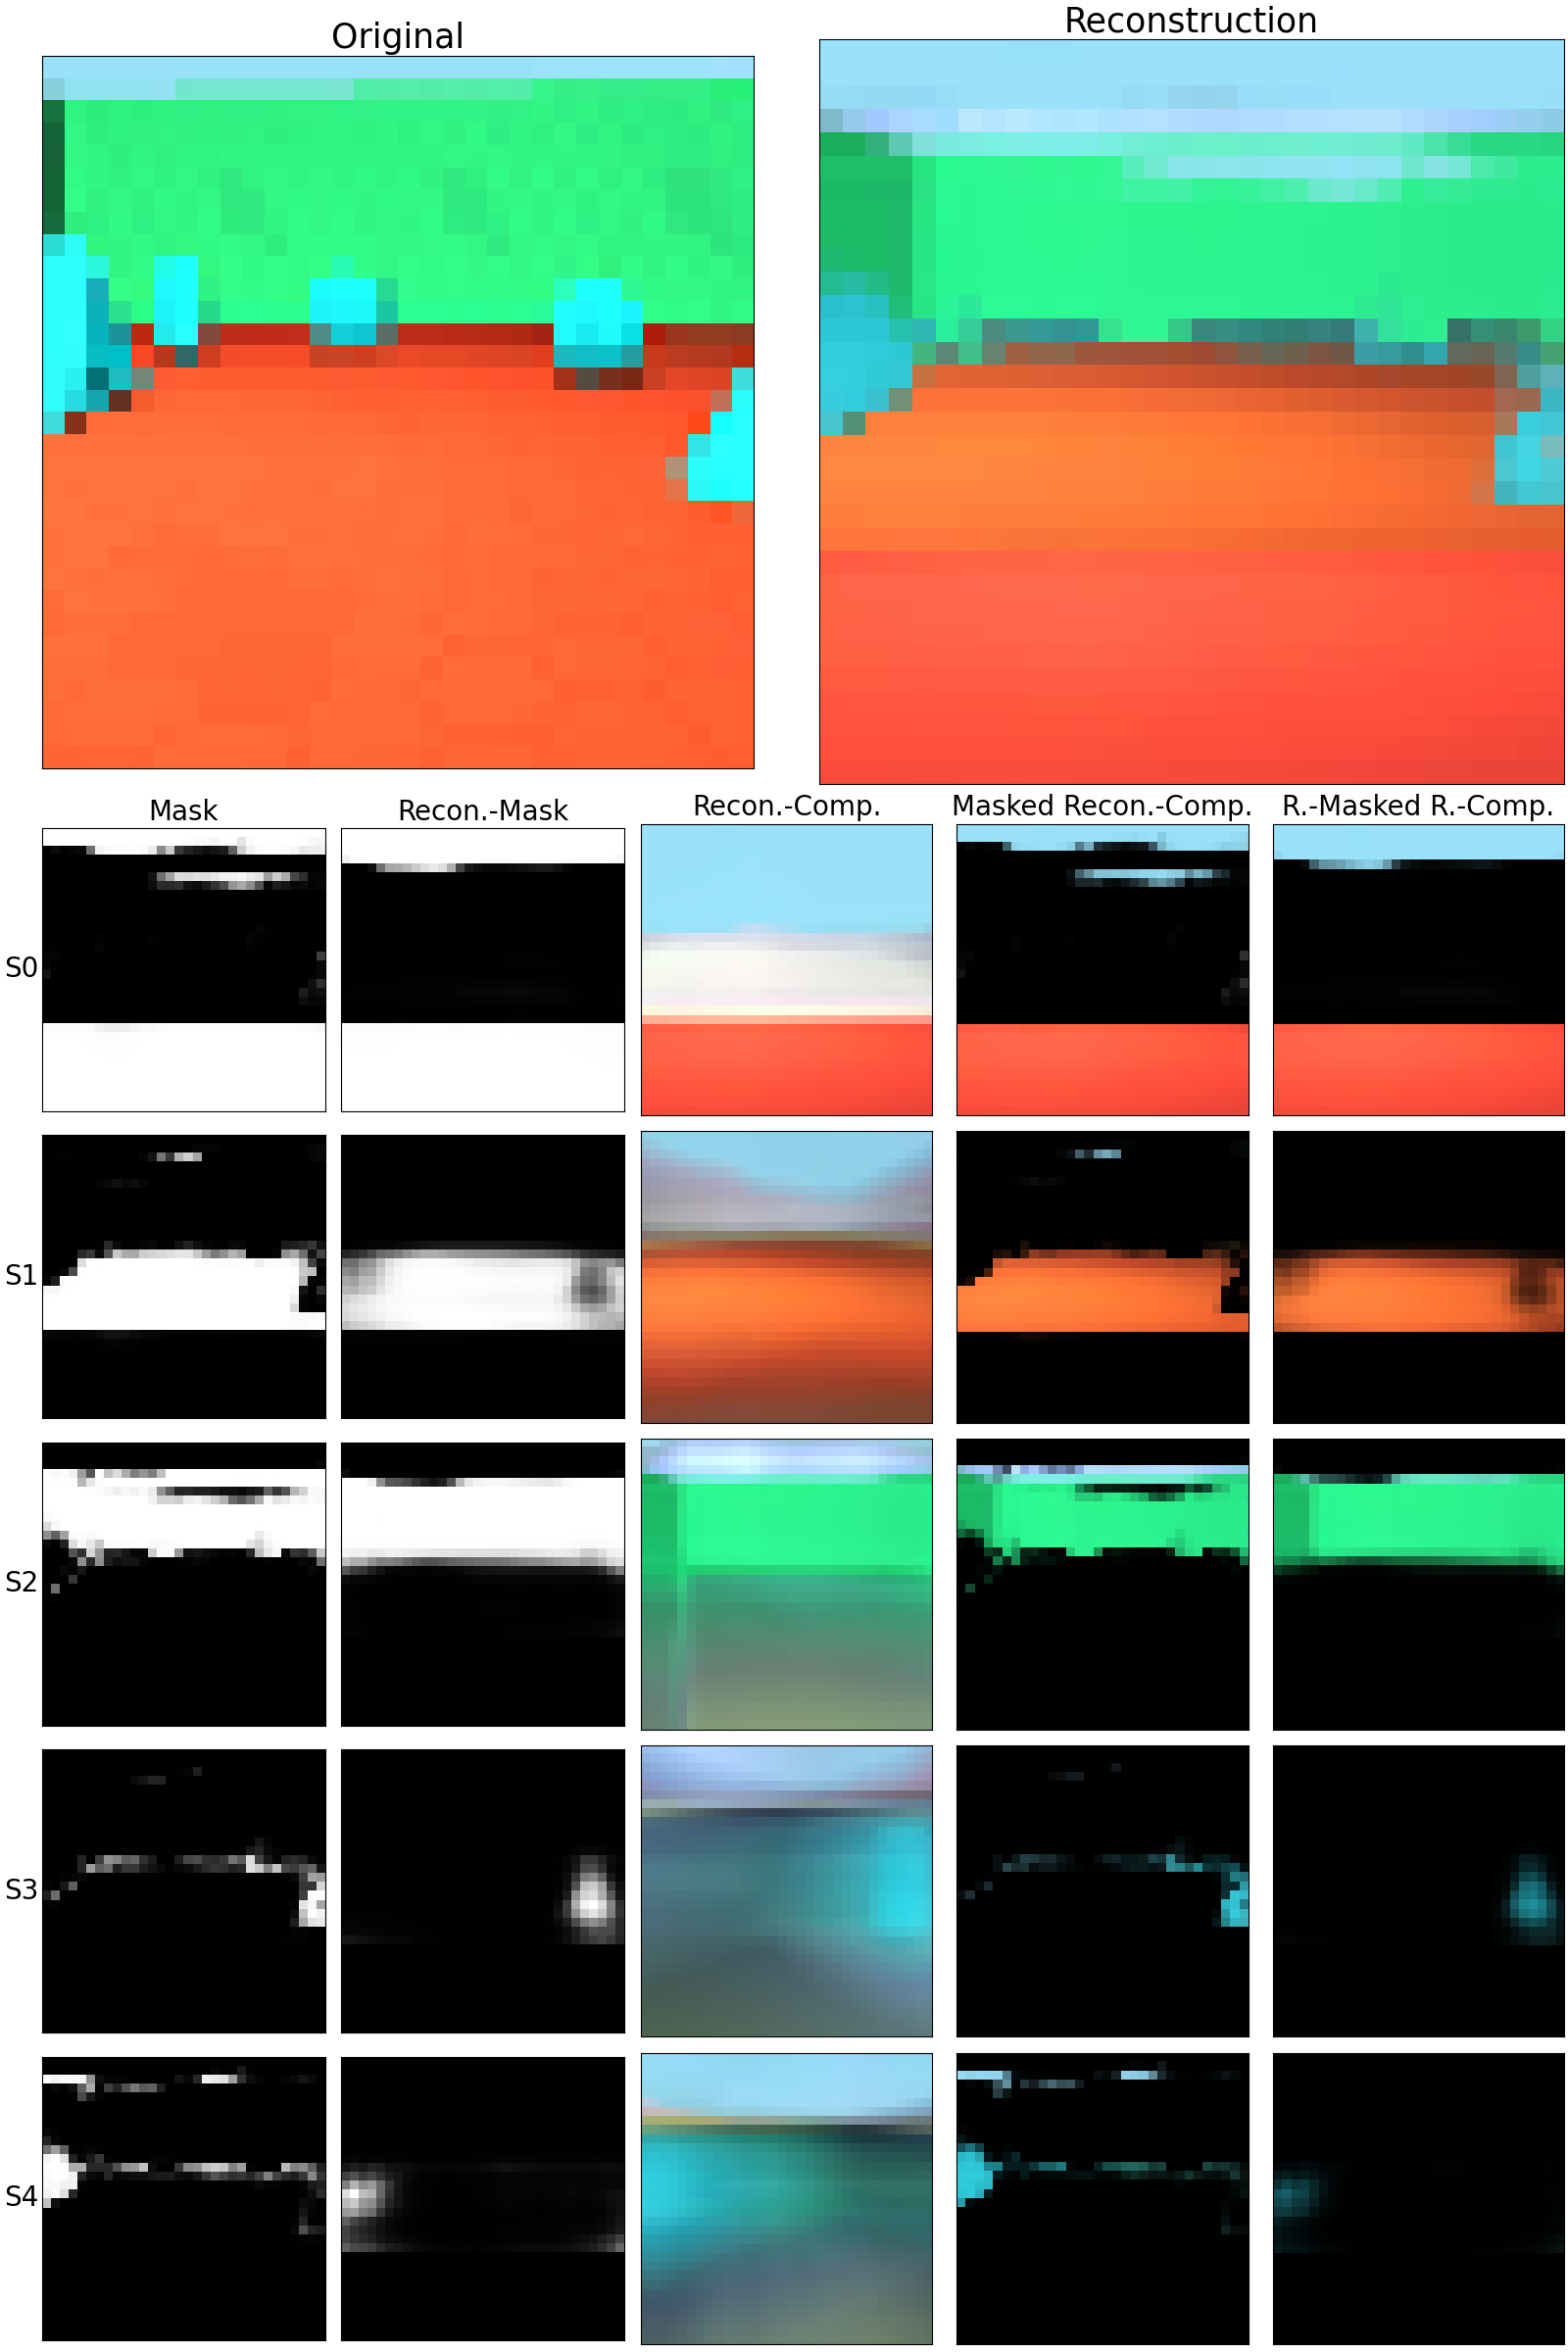 Original
Reconstruction
Mask
Recon.-Mask
Recon.-Comp.
Masked Recon.-Comp.
R.-Masked R.-Comp.
S0
S1
S2
S3
S4